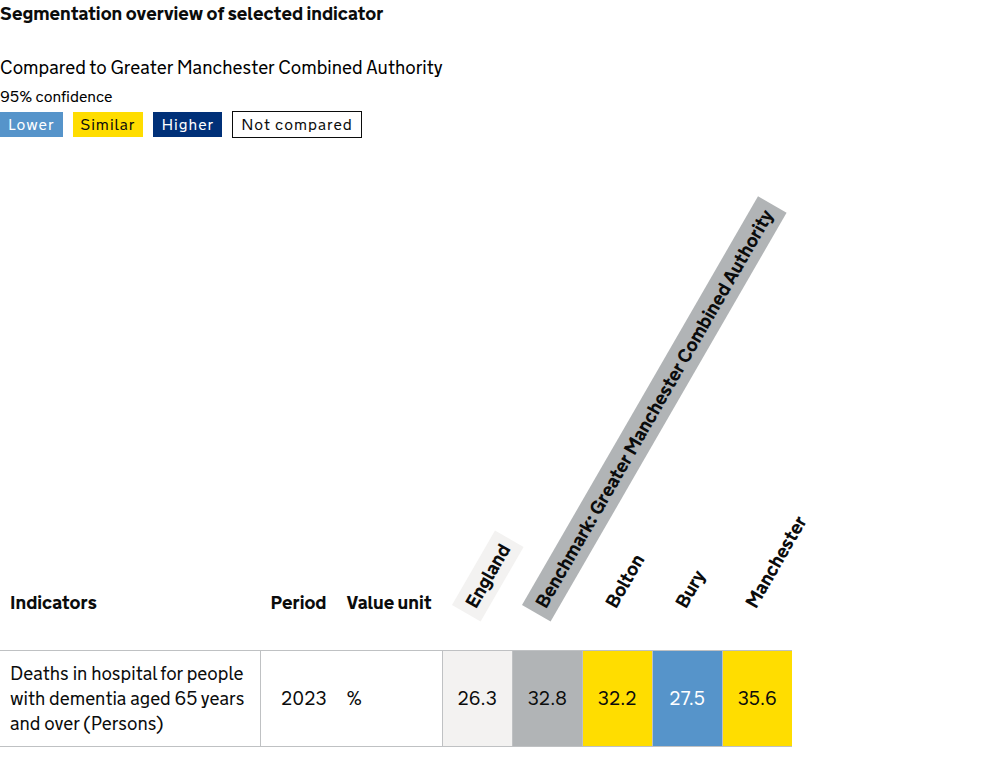 Segmentation overview of selected indicator
Compared to Greater Manchester Combined Authority
95% confidence
Lower Similar Higher Not compared
Indicators Period Value unit England Benchmark: Greater Manchester Combined Authority Bolton Bury Manchester
Deaths in hospital for people
with dementia aged 65 years
and over (Persons)
2023 % 26.3 32.8 32.2 27.5 35.6